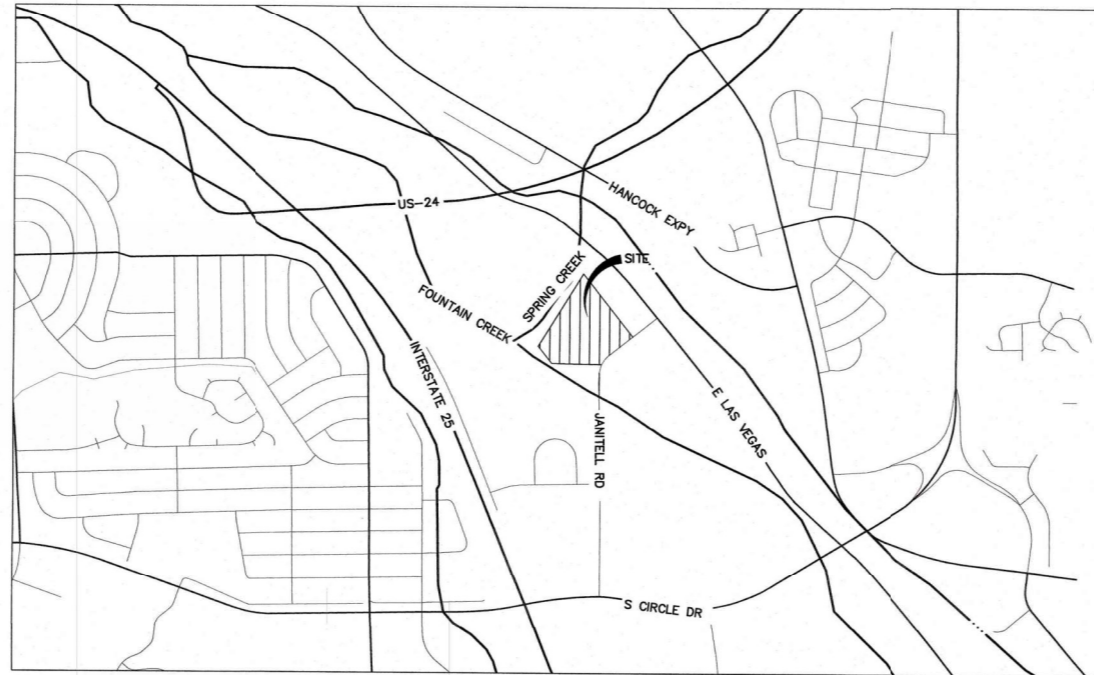 US-24
HANCOCK EXPY
SITE
SPRING CREEK
FOUNTAIN CREEK
INTERSTATE 25
E LAS VEGAS
JANITELL RD
S CIRCLE DR